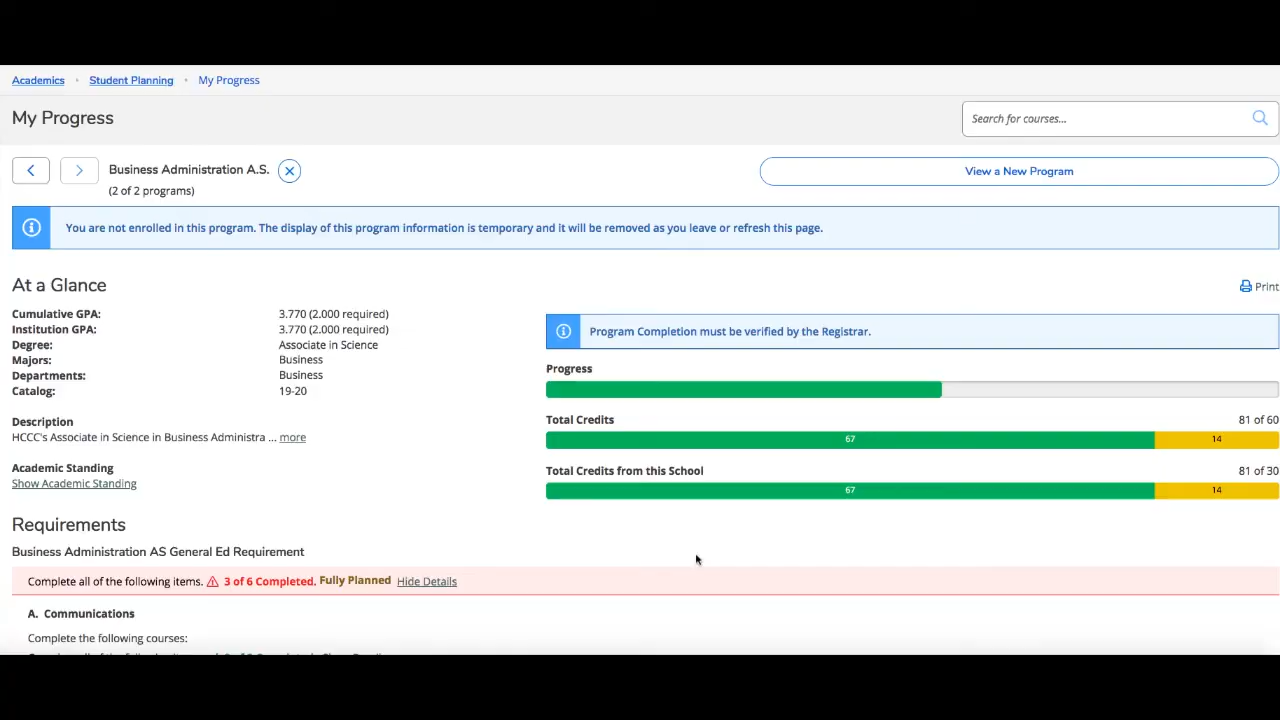 Academics · Student Planning · My Progress
My Progress
Search for courses...
Business Administration A.S.
(2 of 2 programs)
View a New Program
You are not enrolled in this program. The display of this program information is temporary and it will be removed as you leave or refresh this page.
At a Glance
Print
Cumulative GPA: 3.770 (2.000 required)
Institution GPA: 3.770 (2.000 required)
Degree: Associate in Science
Majors: Business
Departments: Business
Catalog: 19-20
Description
HCCC's Associate in Science in Business Administra ... more
Academic Standing
Show Academic Standing
Program Completion must be verified by the Registrar.
Progress
Total Credits 81 of 60
67 14
Total Credits from this School 81 of 30
67 14
Requirements
Business Administration AS General Ed Requirement
Complete all of the following items. 3 of 6 Completed. Fully Planned Hide Details
A. Communications
Complete the following courses: